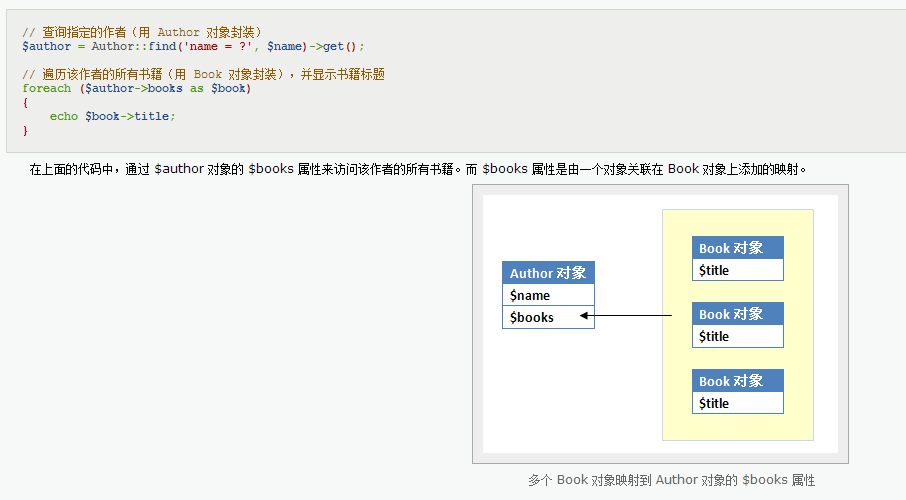 // 查询指定的作者（用 Author 对象封装）
$author = Author::find('name = ?', $name)->get();
// 遍历该作者的所有书籍（用 Book 对象封装），并显示书籍标题
foreach ($author->books as $book)
{
echo $book->title;
}
在上面的代码中，通过 $author 对象的 $books 属性来访问该作者的所有书籍。而 $books 属性是由一个对象关联在 Book 对象上添加的映射。
Author 对象
$name
$books
Book 对象
$title
Book 对象
$title
Book 对象
$title
多个 Book 对象映射到 Author 对象的 $books 属性